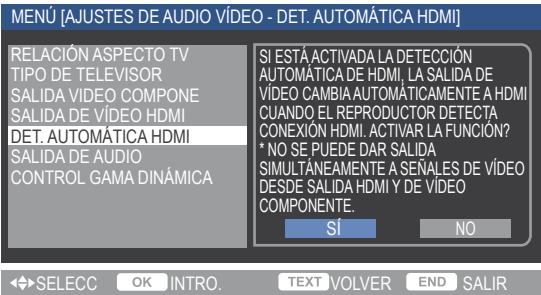 MENÚ [AJUSTES DE AUDIO VÍDEO - DET. AUTOMÁTICA HDMI]
RELACIÓN ASPECTO TV
TIPO DE TELEVISOR
SALIDA VIDEO COMPONE
SALIDA DE VÍDEO HDMI
DET. AUTOMÁTICA HDMI
SALIDA DE AUDIO
CONTROL GAMA DINÁMICA
SI ESTÁ ACTIVADA LA DETECCIÓN
AUTOMÁTICA DE HDMI, LA SALIDA DE
VÍDEO CAMBIA AUTOMÁTICAMENTE A HDMI
CUANDO EL REPRODUCTOR DETECTA
CONEXIÓN HDMI. ACTIVAR LA FUNCIÓN?
* NO SE PUEDE DAR SALIDA
SIMULTÁNEAMENTE A SEÑALES DE VÍDEO
DESDE SALIDA HDMI Y DE VÍDEO
COMPONENTE.
SÍ NO
SELECC OK INTRO. TEXT VOLVER END SALIR